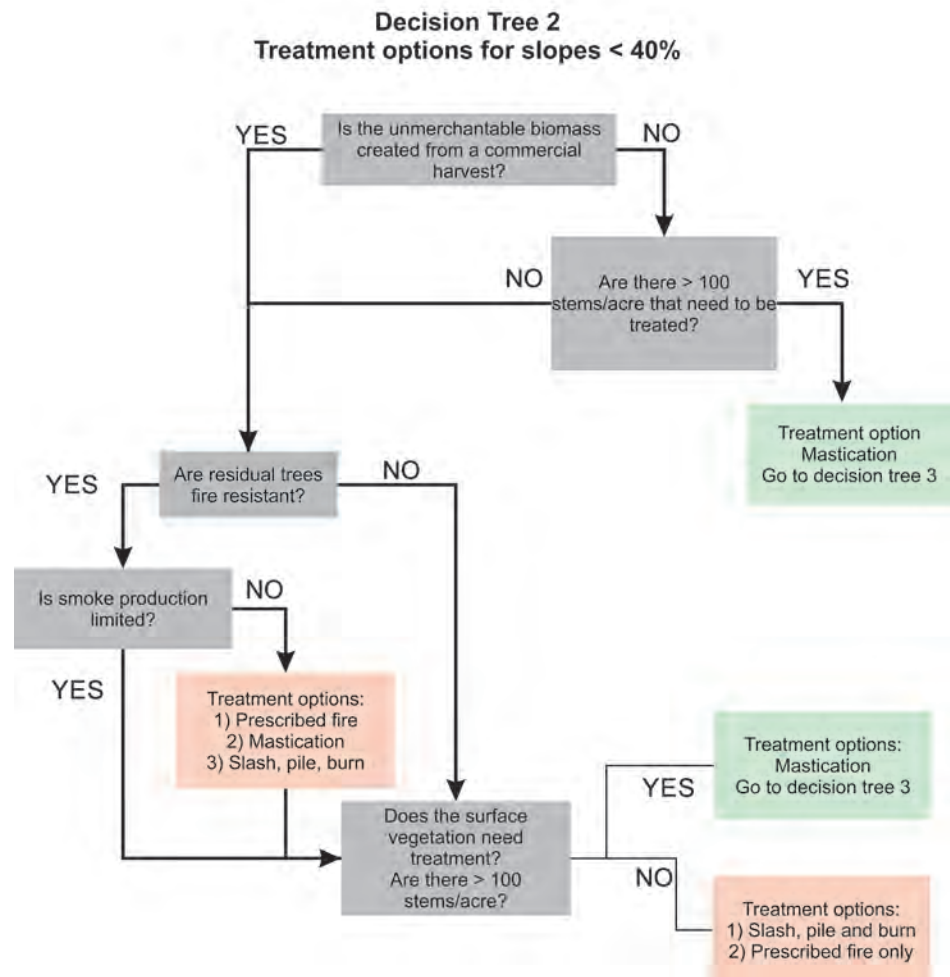 Decision Tree 2
Treatment options for slopes < 40%
YES
Is the unmerchantable biomass
created from a commercial
harvest?
NO
NO
Are there > 100
stems/acre that need to be
treated?
YES
Treatment option
Mastication
Go to decision tree 3
YES
Are residual trees
fire resistant?
NO
Is smoke production
limited?
NO
YES
Treatment options:
1) Prescribed fire
2) Mastication
3) Slash, pile, burn
Does the surface
vegetation need
treatment?
Are there > 100
stems/acre?
YES
Treatment options:
Mastication
Go to decision tree 3
NO
Treatment options:
1) Slash, pile and burn
2) Prescribed fire only